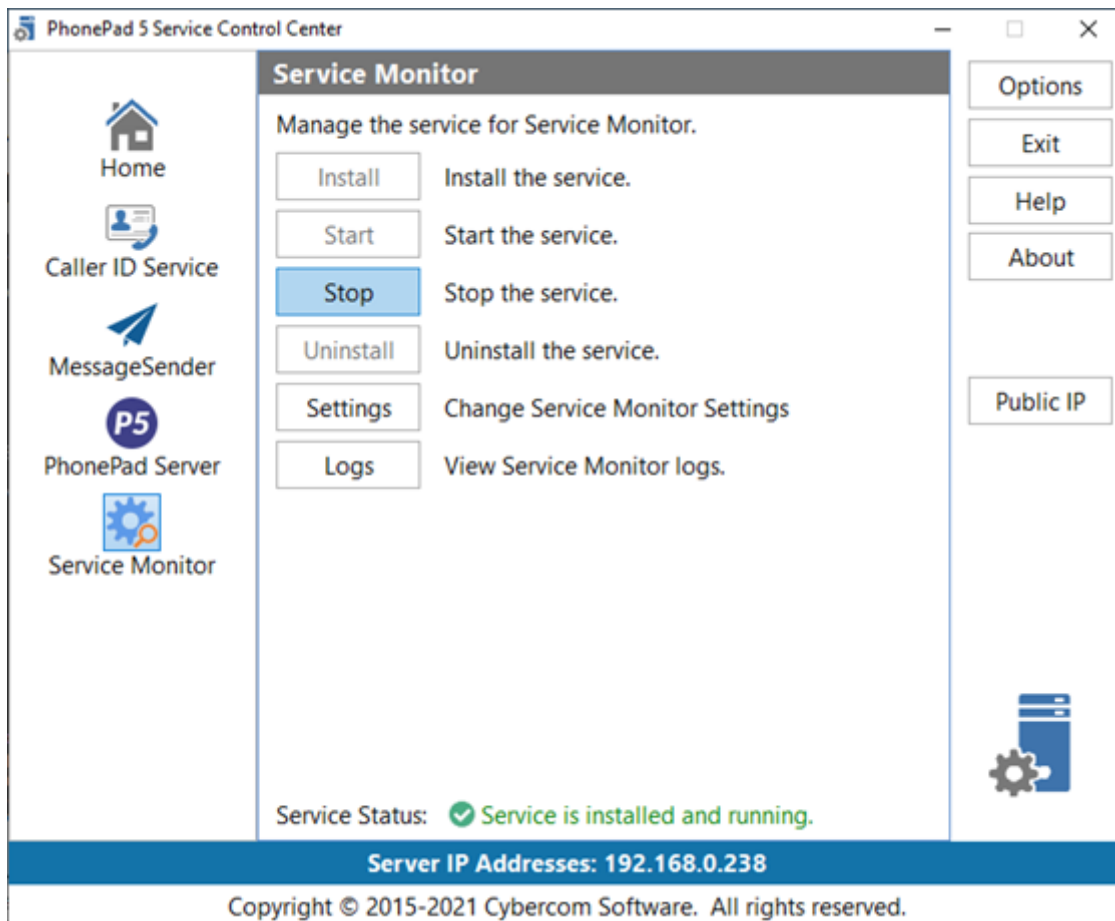 PhonePad 5 Service Control Center
Home
Caller ID Service
MessageSender
P5
PhonePad Server
Service Monitor
Service Monitor
Manage the service for Service Monitor.
Install Install the service.
Start Start the service.
Stop Stop the service.
Uninstall Uninstall the service.
Settings Change Service Monitor Settings
Logs View Service Monitor logs.
Service Status: Service is installed and running.
Options
Exit
Help
About
Public IP
Server IP Addresses: 192.168.0.238
Copyright © 2015-2021 Cybercom Software. All rights reserved.